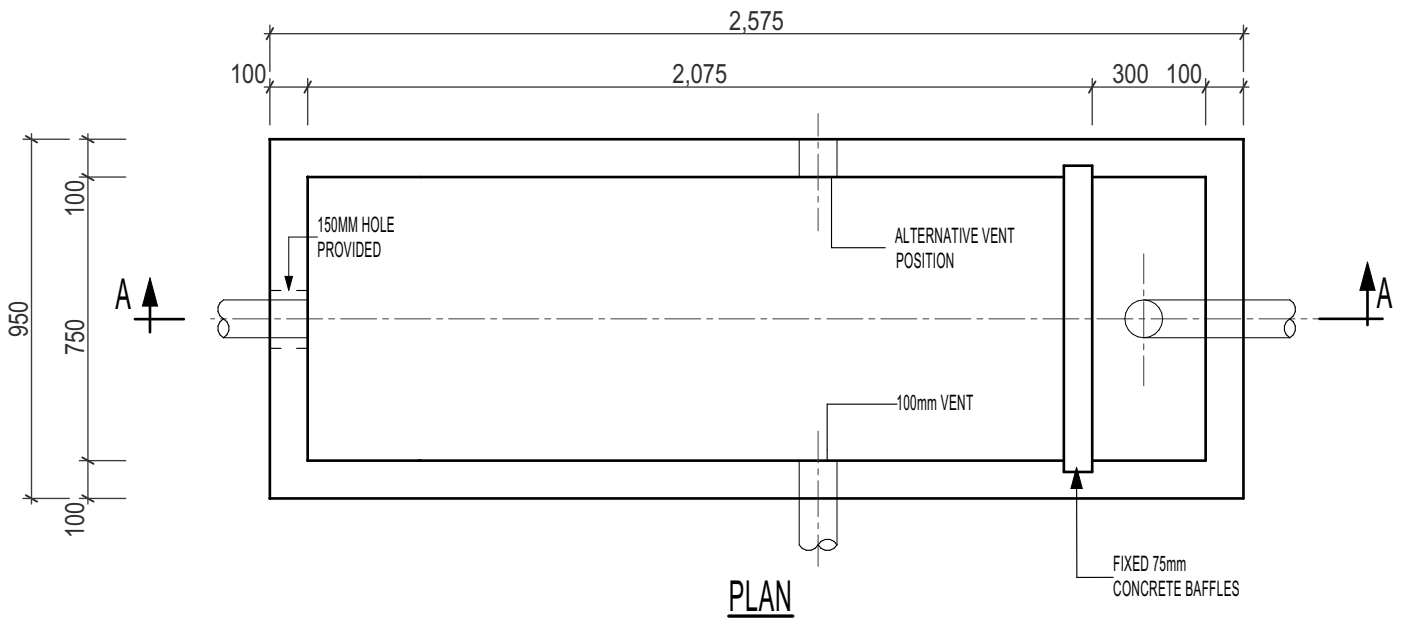 2,575
100
2,075
300
100
950
100
750
100
150MM HOLE
PROVIDED
ALTERNATIVE VENT
POSITION
A
A
100mm VENT
FIXED 75mm
CONCRETE BAFFLES
PLAN